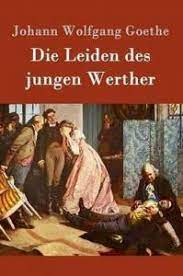 Johann Wolfgang Goethe
Die Leiden des
jungen Werther